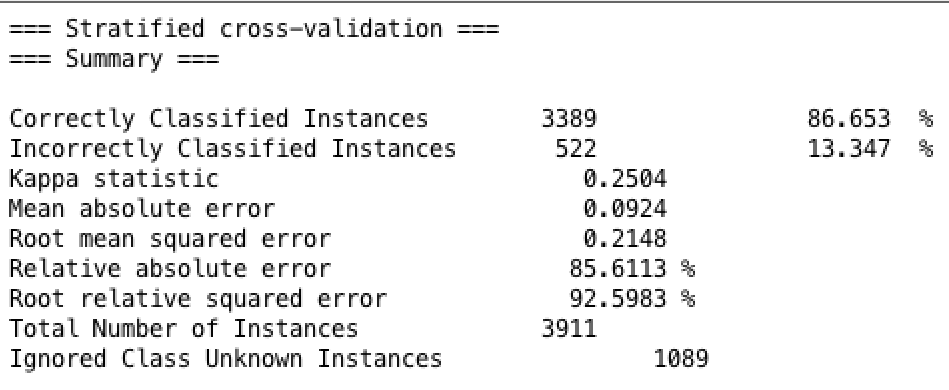 === Stratified cross-validation ===
=== Summary ===
Correctly Classified Instances 3389 86.653 %
Incorrectly Classified Instances 522 13.347 %
Kappa statistic 0.2504
Mean absolute error 0.0924
Root mean squared error 0.2148
Relative absolute error 85.6113 %
Root relative squared error 92.5983 %
Total Number of Instances 3911
Ignored Class Unknown Instances 1089